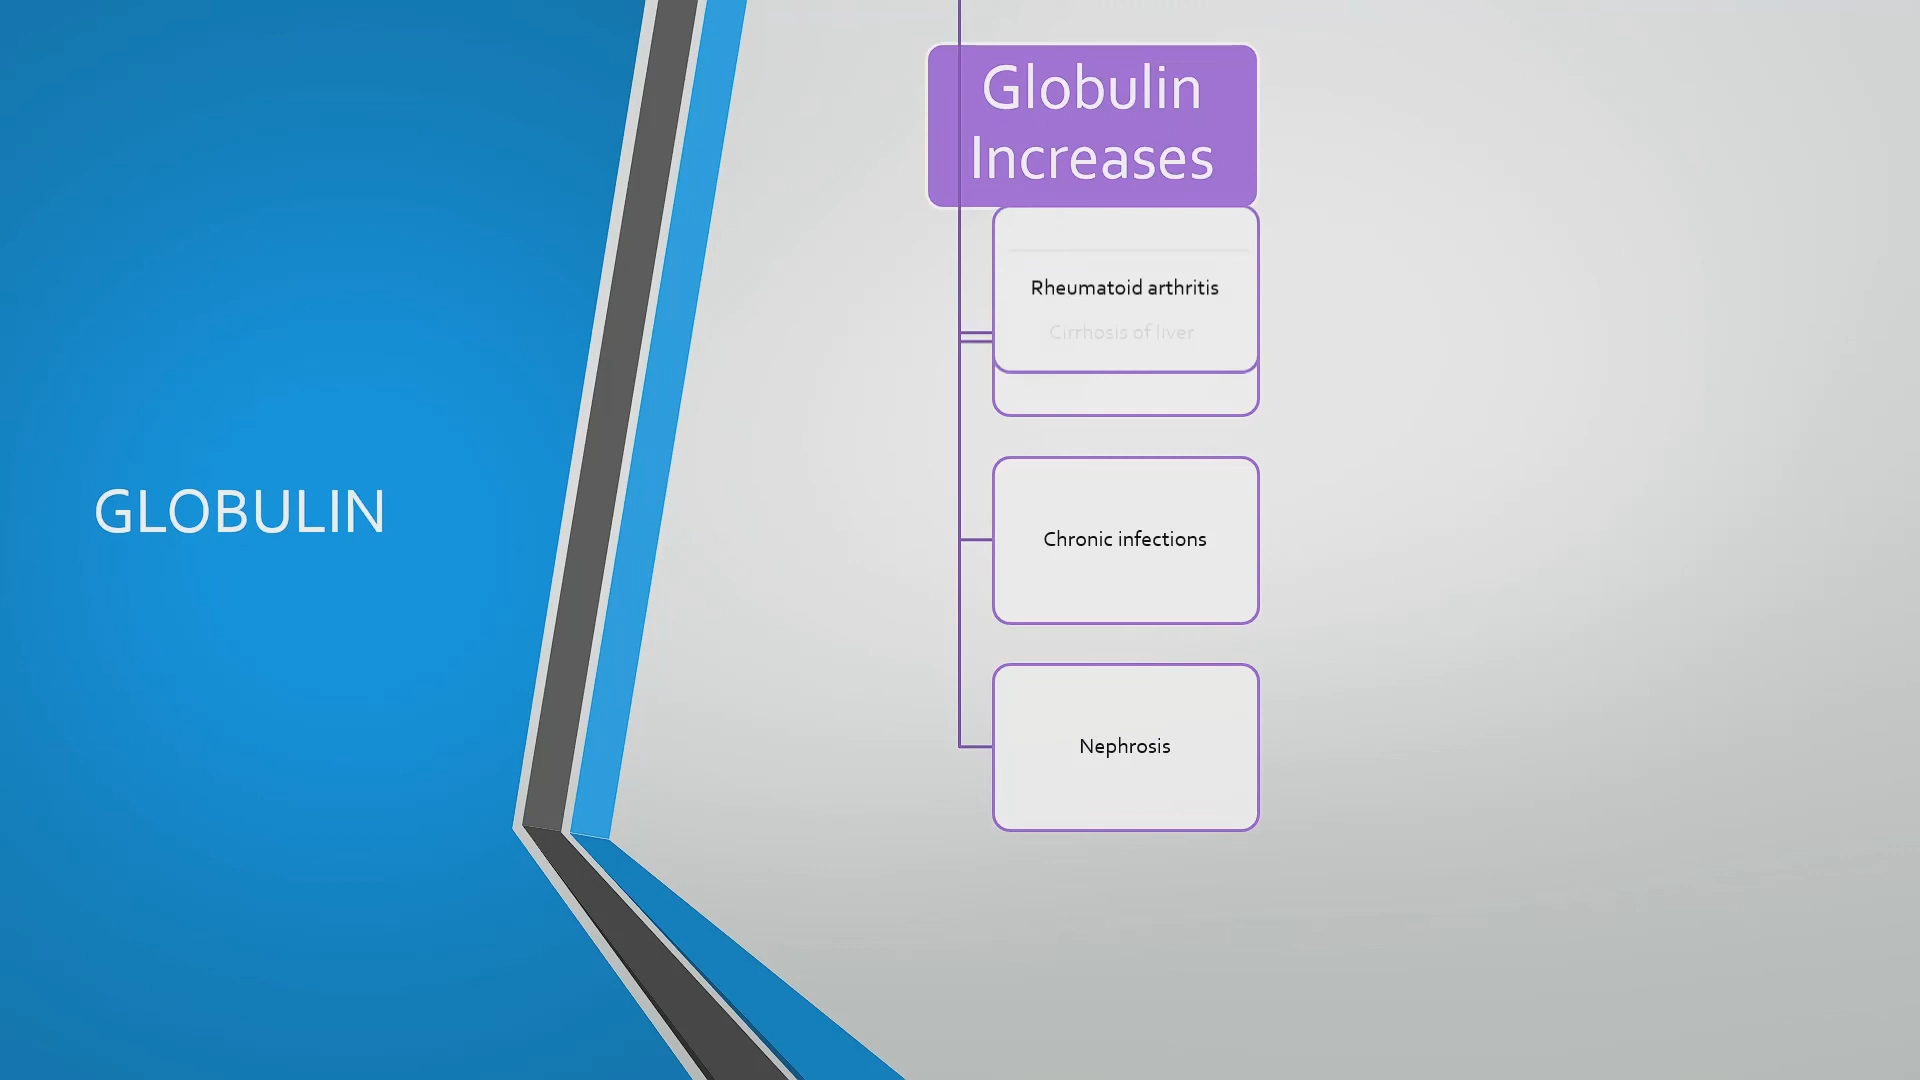 GLOBULIN
Globulin
Increases
Rheumatoid arthritis
Cirrhosis of liver
Chronic infections
Nephrosis